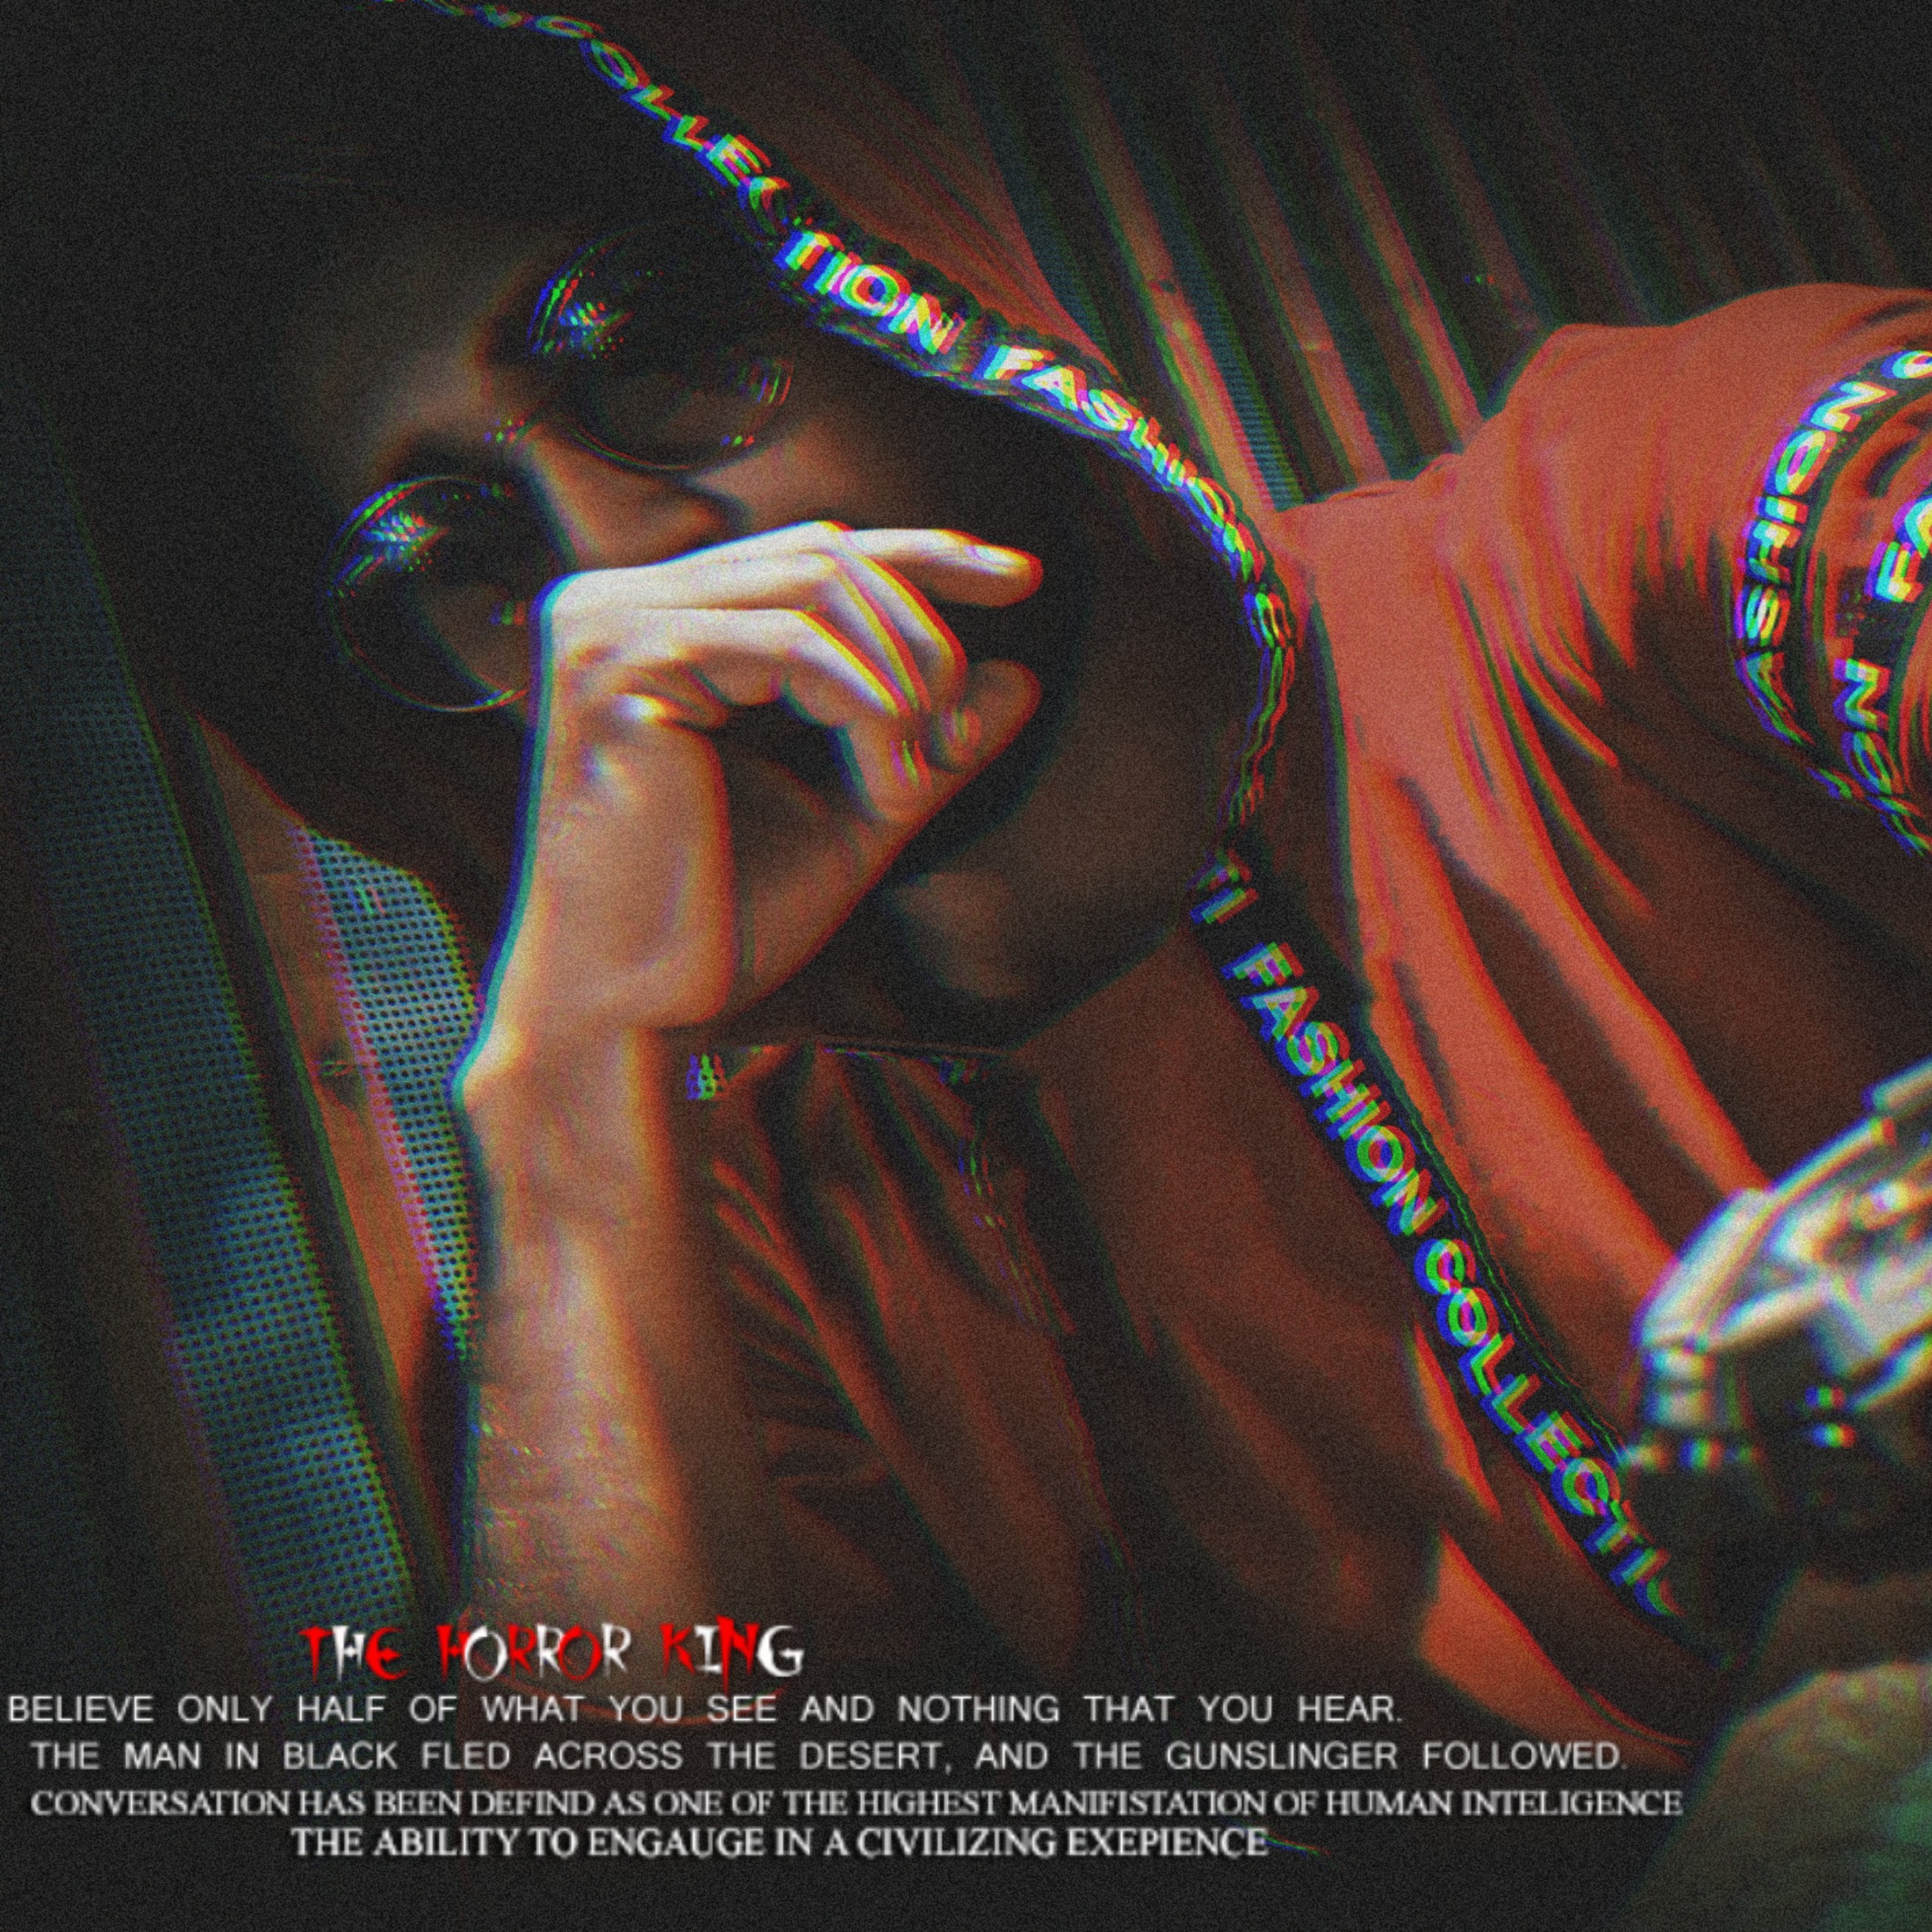 COLLECTION FASHION
FASHION
FASHION COLLECTI
THE HORROR KING
BELIEVE ONLY HALF OF WHAT YOU SEE AND NOTHING THAT YOU HEAR.
THE MAN IN BLACK FLED ACROSS THE DESERT, AND THE GUNSLINGER FOLLOWED.
CONVERSATION HAS BEEN DEFIND AS ONE OF THE HIGHEST MANIFISTATION OF HUMAN INTELIGENCE
THE ABILITY TO ENGAUGE IN A CIVILIZING EXEPIENCE